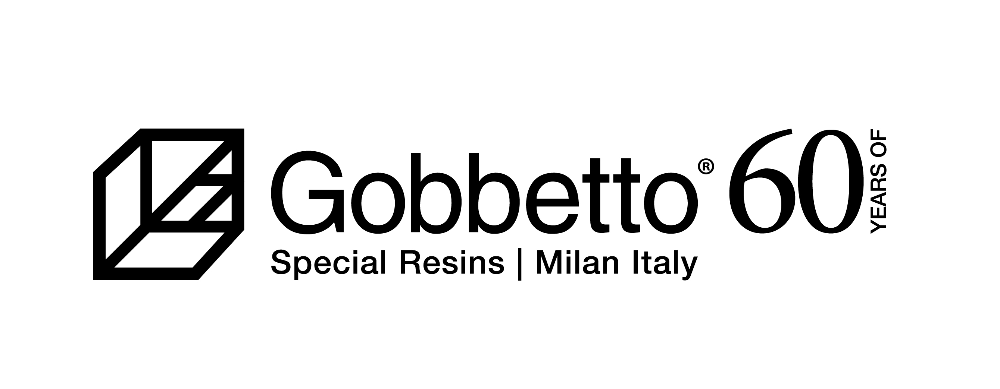 Gobbetto® 60 YEARS OF
Special Resins | Milan Italy